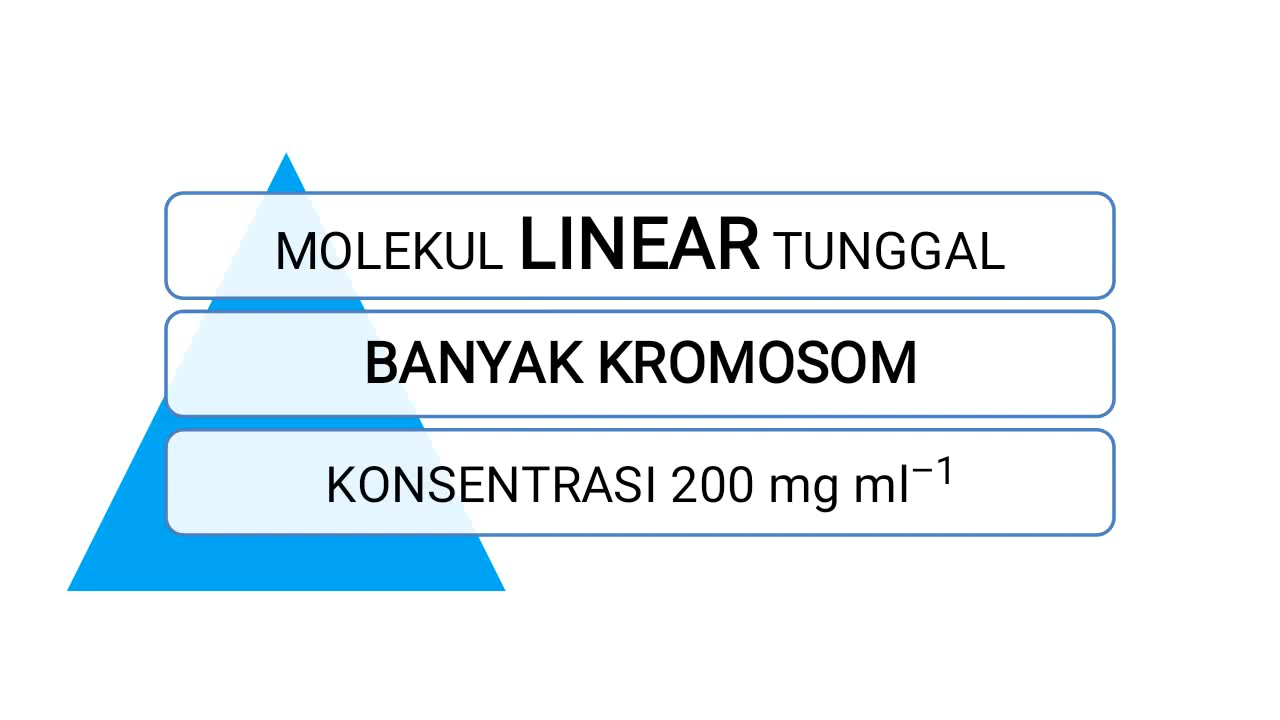 MOLEKUL LINEAR TUNGGAL
BANYAK KROMOSOM
KONSENTRASI 200 mg ml⁻¹